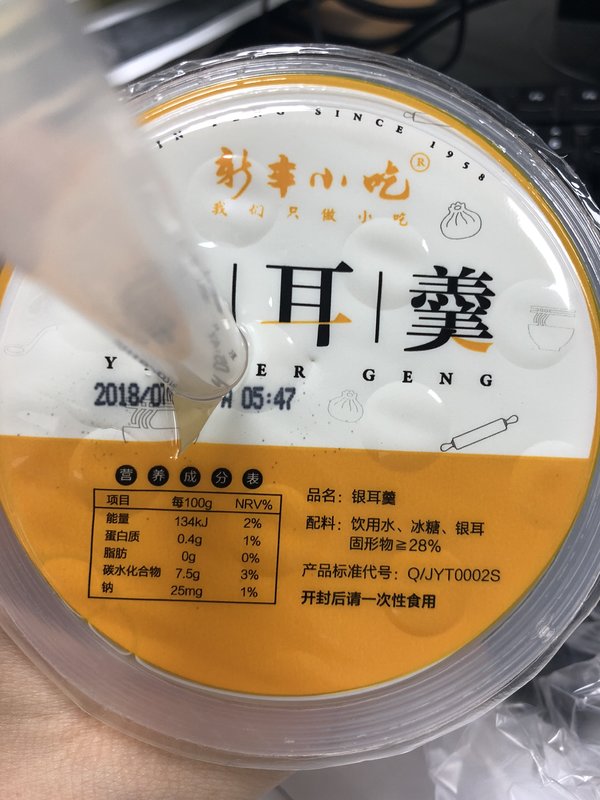 SINCE 1958
新丰小吃®
我们只做小吃
耳|羹
ER GENG
2018/0
A 05:47
营养成分表
项目 每100g NRV%
能量 134kJ 2%
蛋白质 0.4g 1%
脂肪 0g 0%
碳水化合物 7.5g 3%
钠 25mg 1%
品名：银耳羹
配料：饮用水、冰糖、银耳
固形物≧28%
产品标准代号：Q/JYT0002S
开封后请一次性食用